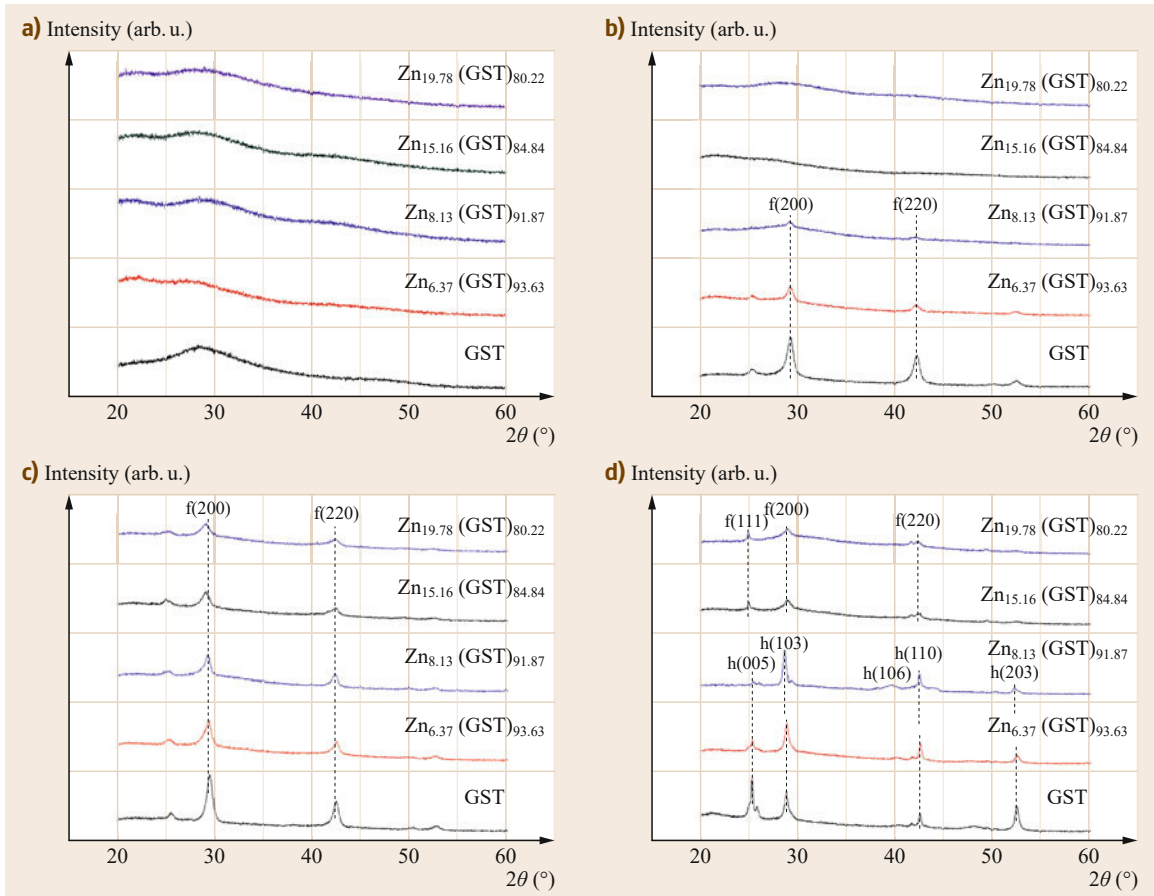 a) Intensity (arb. u.)
Zn19.78 (GST)80.22
Zn15.16 (GST)84.84
Zn8.13 (GST)91.87
Zn6.37 (GST)93.63
GST
20 30 40 50 60
2θ (°)
b) Intensity (arb. u.)
Zn19.78 (GST)80.22
Zn15.16 (GST)84.84
f(200) f(220)
Zn8.13 (GST)91.87
Zn6.37 (GST)93.63
GST
20 30 40 50 60
2θ (°)
c) Intensity (arb. u.)
f(200) f(220)
Zn19.78 (GST)80.22
Zn15.16 (GST)84.84
Zn8.13 (GST)91.87
Zn6.37 (GST)93.63
GST
20 30 40 50 60
2θ (°)
d) Intensity (arb. u.)
f(111) f(200) f(220)
Zn19.78 (GST)80.22
Zn15.16 (GST)84.84
Zn8.13 (GST)91.87
h(005) h(103) h(106) h(110) h(203)
Zn6.37 (GST)93.63
GST
20 30 40 50 60
2θ (°)